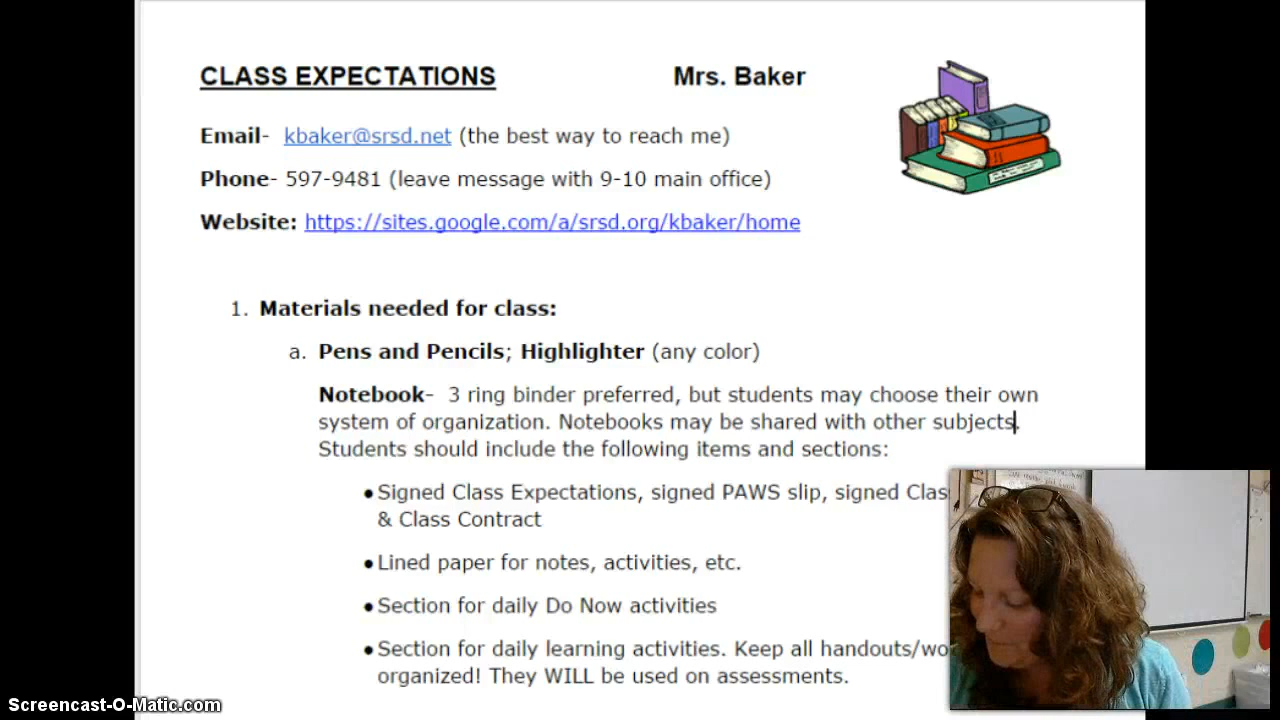 CLASS EXPECTATIONS Mrs. Baker
Email- kbaker@srsd.net (the best way to reach me)
Phone- 597-9481 (leave message with 9-10 main office)
Website: https://sites.google.com/a/srsd.org/kbaker/home
1. Materials needed for class:
a. Pens and Pencils; Highlighter (any color)
Notebook- 3 ring binder preferred, but students may choose their own
system of organization. Notebooks may be shared with other subjects.
Students should include the following items and sections:
● Signed Class Expectations, signed PAWS slip, signed
& Class Contract
● Lined paper for notes, activities, etc.
● Section for daily Do Now activities
● Section for daily learning activities. Keep all
organized! They WILL be used on assessments.
Screencast-O-Matic.com